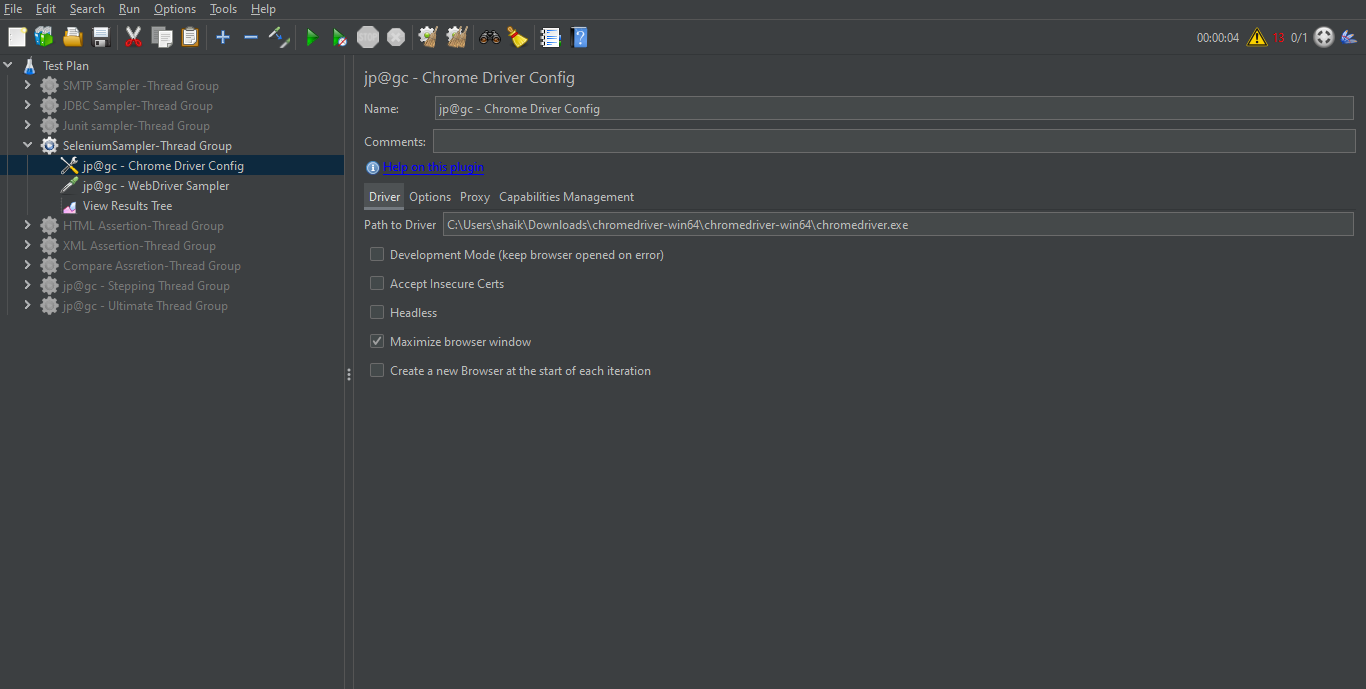 File Edit Search Run Options Tools Help
00:00:04 13 0/1
Test Plan
SMTP Sampler -Thread Group
JDBC Sampler-Thread Group
Junit sampler-Thread Group
SeleniumSampler-Thread Group
jp@gc - Chrome Driver Config
jp@gc - WebDriver Sampler
View Results Tree
HTML Assertion-Thread Group
XML Assertion-Thread Group
Compare Assretion-Thread Group
jp@gc - Stepping Thread Group
jp@gc - Ultimate Thread Group
jp@gc - Chrome Driver Config
Name: jp@gc - Chrome Driver Config
Comments:
Help on this plugin
Driver Options Proxy Capabilities Management
Path to Driver C:\Users\shaik\Downloads\chromedriver-win64\chromedriver-win64\chromedriver.exe
Development Mode (keep browser opened on error)
Accept Insecure Certs
Headless
Maximize browser window
Create a new Browser at the start of each iteration